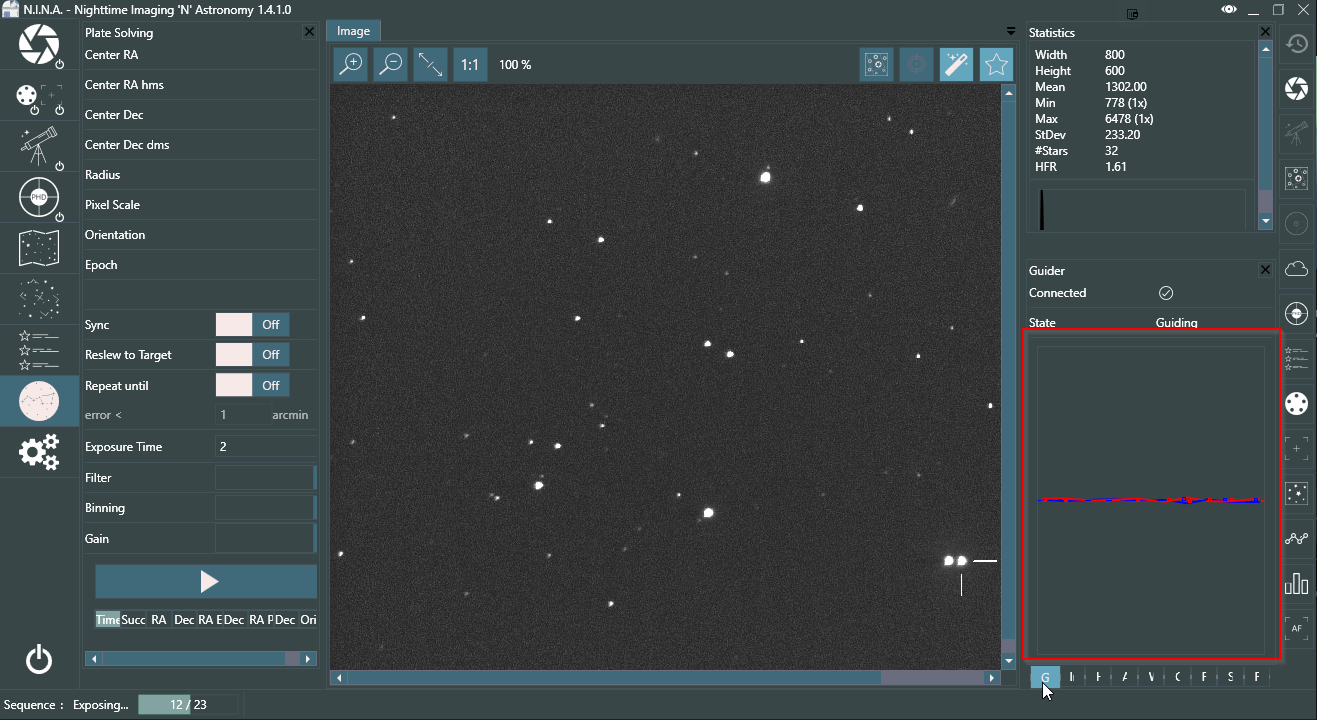 N.I.N.A. - Nighttime Imaging 'N' Astronomy 1.4.1.0
Plate Solving
Center RA
Center RA hms
Center Dec
Center Dec dms
Radius
Pixel Scale
Orientation
Epoch
Sync Off
Reslew to Target Off
Repeat until Off
error < 1 arcmin
Exposure Time 2
Filter
Binning
Gain
Time Succ RA Dec RA E Dec RA P Dec Ori
Image
1:1 100 %
Statistics
Width 800
Height 600
Mean 1302.00
Min 778 (1x)
Max 6478 (1x)
StDev 233.20
#Stars 32
HFR 1.61
Guider
Connected
State Guiding
G
PHD
PHD
AF
Sequence : Exposing... 12 / 23